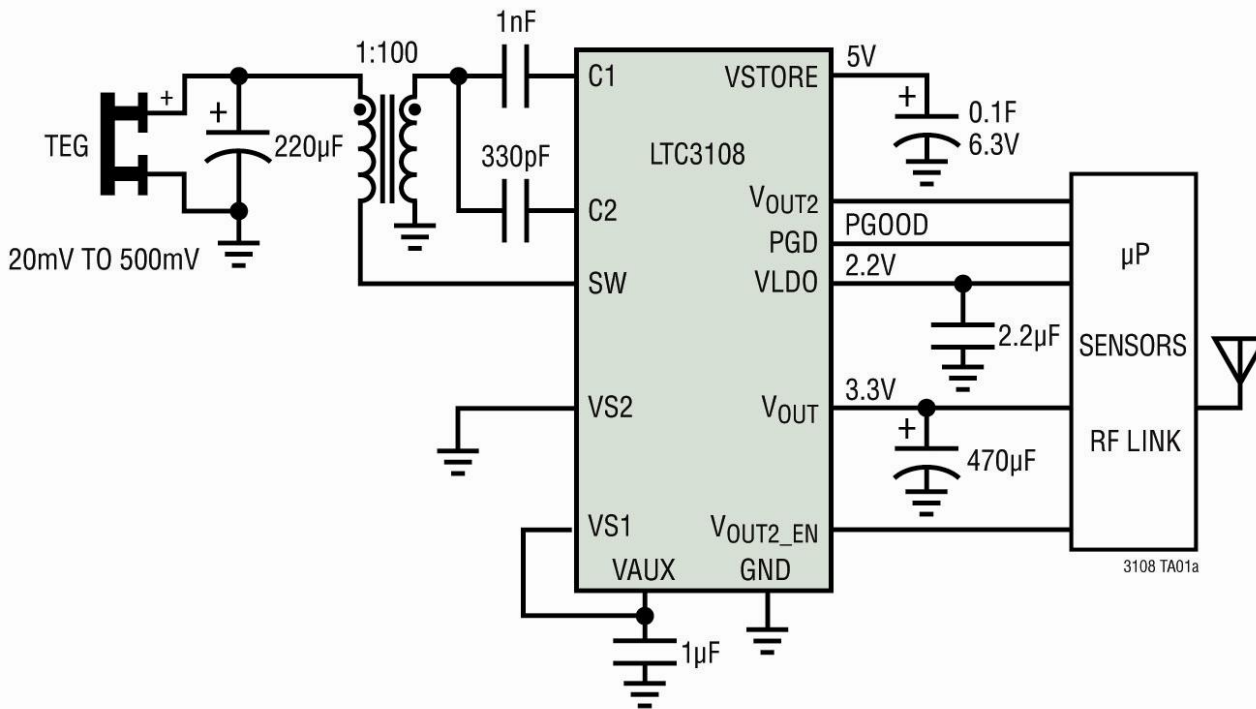 1nF
1:100
5V
C1
VSTORE
+
+
+
0.1F
6.3V
TEG
220µF
330pF
LTC3108
VOUT2
C2
PGD
PGOOD
µP
20mV TO 500mV
SW
VLDO
2.2V
2.2µF
SENSORS
VS2
VOUT
3.3V
+
470µF
RF LINK
VS1
VOUT2_EN
VAUX
GND
3108 TA01a
1µF